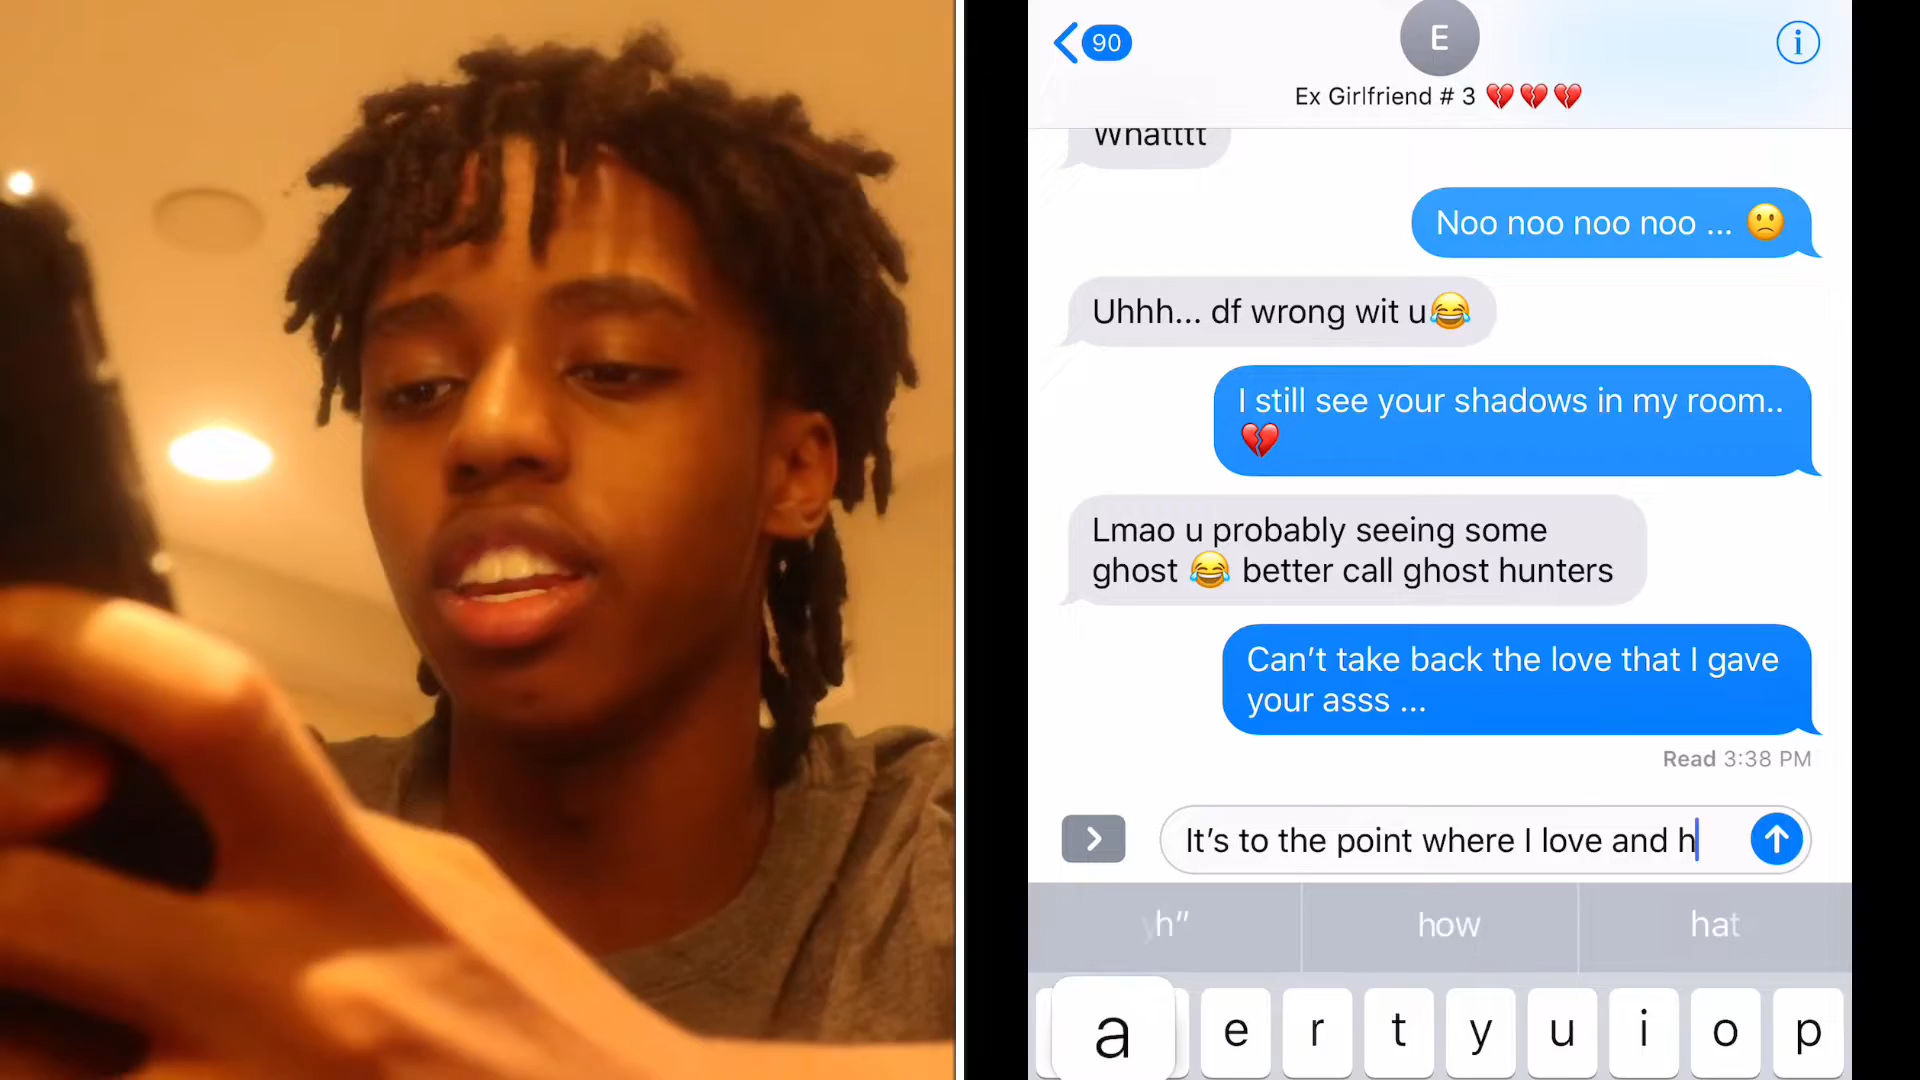 90
E
Ex Girlfriend # 3 💔💔💔
Whatttt
Noo noo noo noo ... 🙁
Uhhh... df wrong wit u😂
I still see your shadows in my room..
💔
Lmao u probably seeing some
ghost 😂 better call ghost hunters
Can't take back the love that I gave
your asss ...
Read 3:38 PM
It's to the point where I love and h
h" how hat
a e r t y u i o p